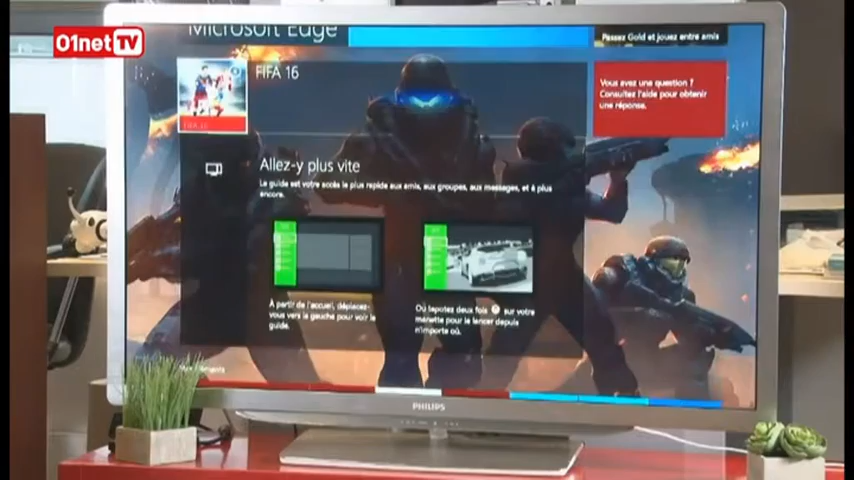 01netTV
Microsoft Edge
Passez Gold et jouez entre amis
FIFA 16
Vous avez une question ?
Consultez l'aide pour obtenir
une réponse.
Allez-y plus vite
Le guide est votre accès le plus rapide aux amis, aux groupes, aux messages, et à plus
encore.
À partir de l'accueil, déplacez-
vous vers la gauche pour voir le
guide.
Ou tapotez deux fois sur votre
manette pour le lancer depuis
n'importe où.
PHILIPS